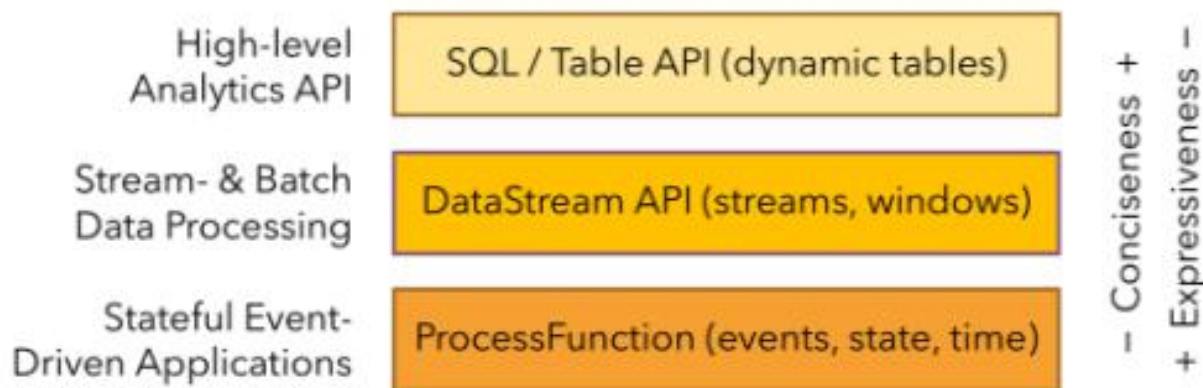 High-level
Analytics API
SQL / Table API (dynamic tables)
Stream- & Batch
Data Processing
DataStream API (streams, windows)
Stateful Event-
Driven Applications
ProcessFunction (events, state, time)
– Conciseness +
+ Expressiveness –